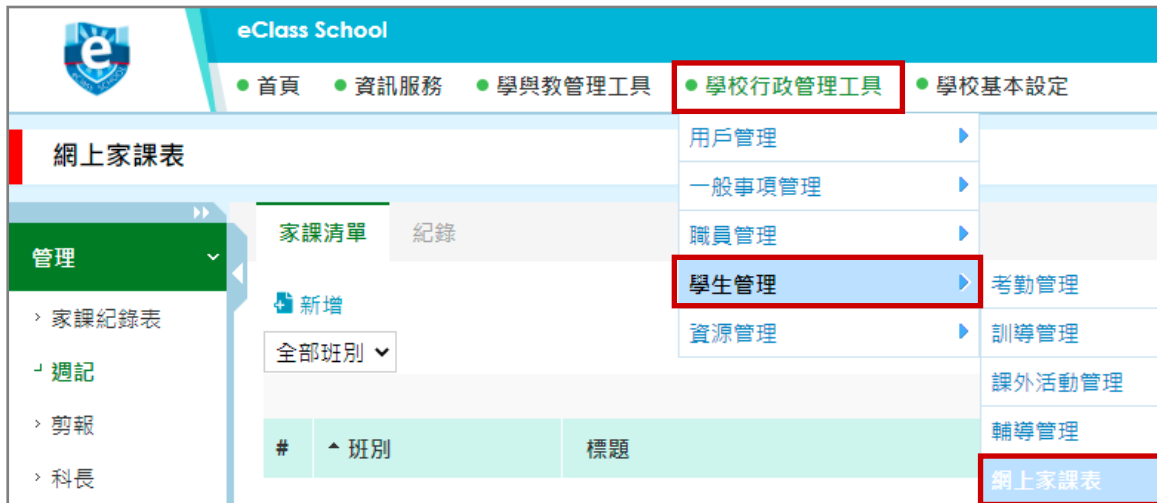 eClass School
首頁 資訊服務 學與教管理工具 學校行政管理工具 學校基本設定
網上家課表
用戶管理
一般事項管理
職員管理
學生管理
資源管理
考勤管理
訓導管理
課外活動管理
輔導管理
網上家課表
管理
家課紀錄表
週記
剪報
科長
家課清單 紀錄
新增
全部班別
# 班別 標題